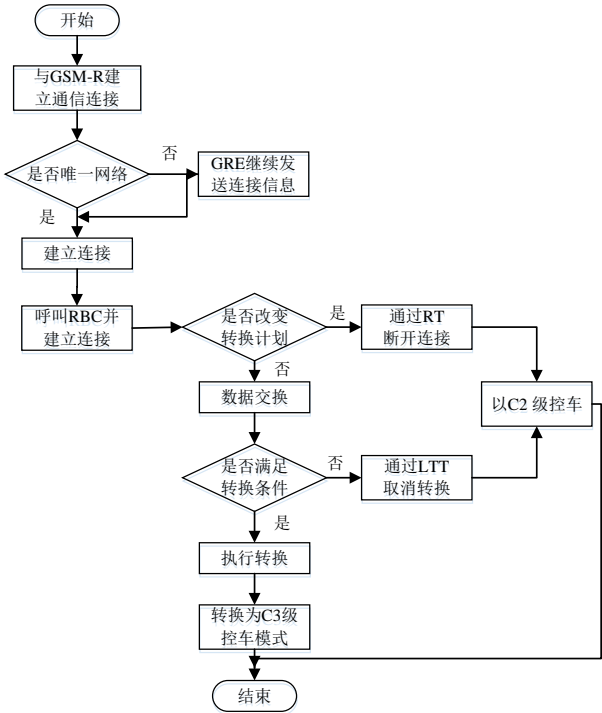 开始
与GSM-R建
立通信连接
是否唯一网络
否
GRE继续发
送连接信息
是
建立连接
呼叫RBC并
建立连接
是否改变
转换计划
是
通过RT
断开连接
否
数据交换
以C2 级控车
是否满足
转换条件
否
通过LTT
取消转换
是
执行转换
转换为C3级
控车模式
结束